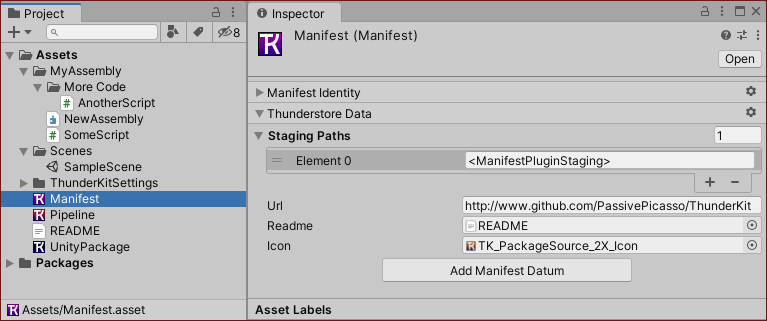 Project
8
Assets
MyAssembly
More Code
AnotherScript
NewAssembly
SomeScript
Scenes
SampleScene
ThunderKitSettings
Manifest
Pipeline
README
UnityPackage
Packages
Assets/Manifest.asset
Inspector
Manifest (Manifest)
Open
Manifest Identity
Thunderstore Data
Staging Paths 1
Element 0 <ManifestPluginStaging>
Url http://www.github.com/PassivePicasso/ThunderKit
Readme README
Icon TK_PackageSource_2X_Icon
Add Manifest Datum
Asset Labels